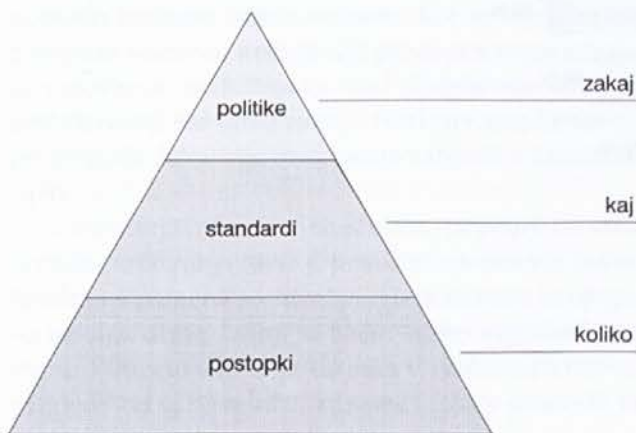 politike
zakaj
standardi
kaj
postopki
koliko